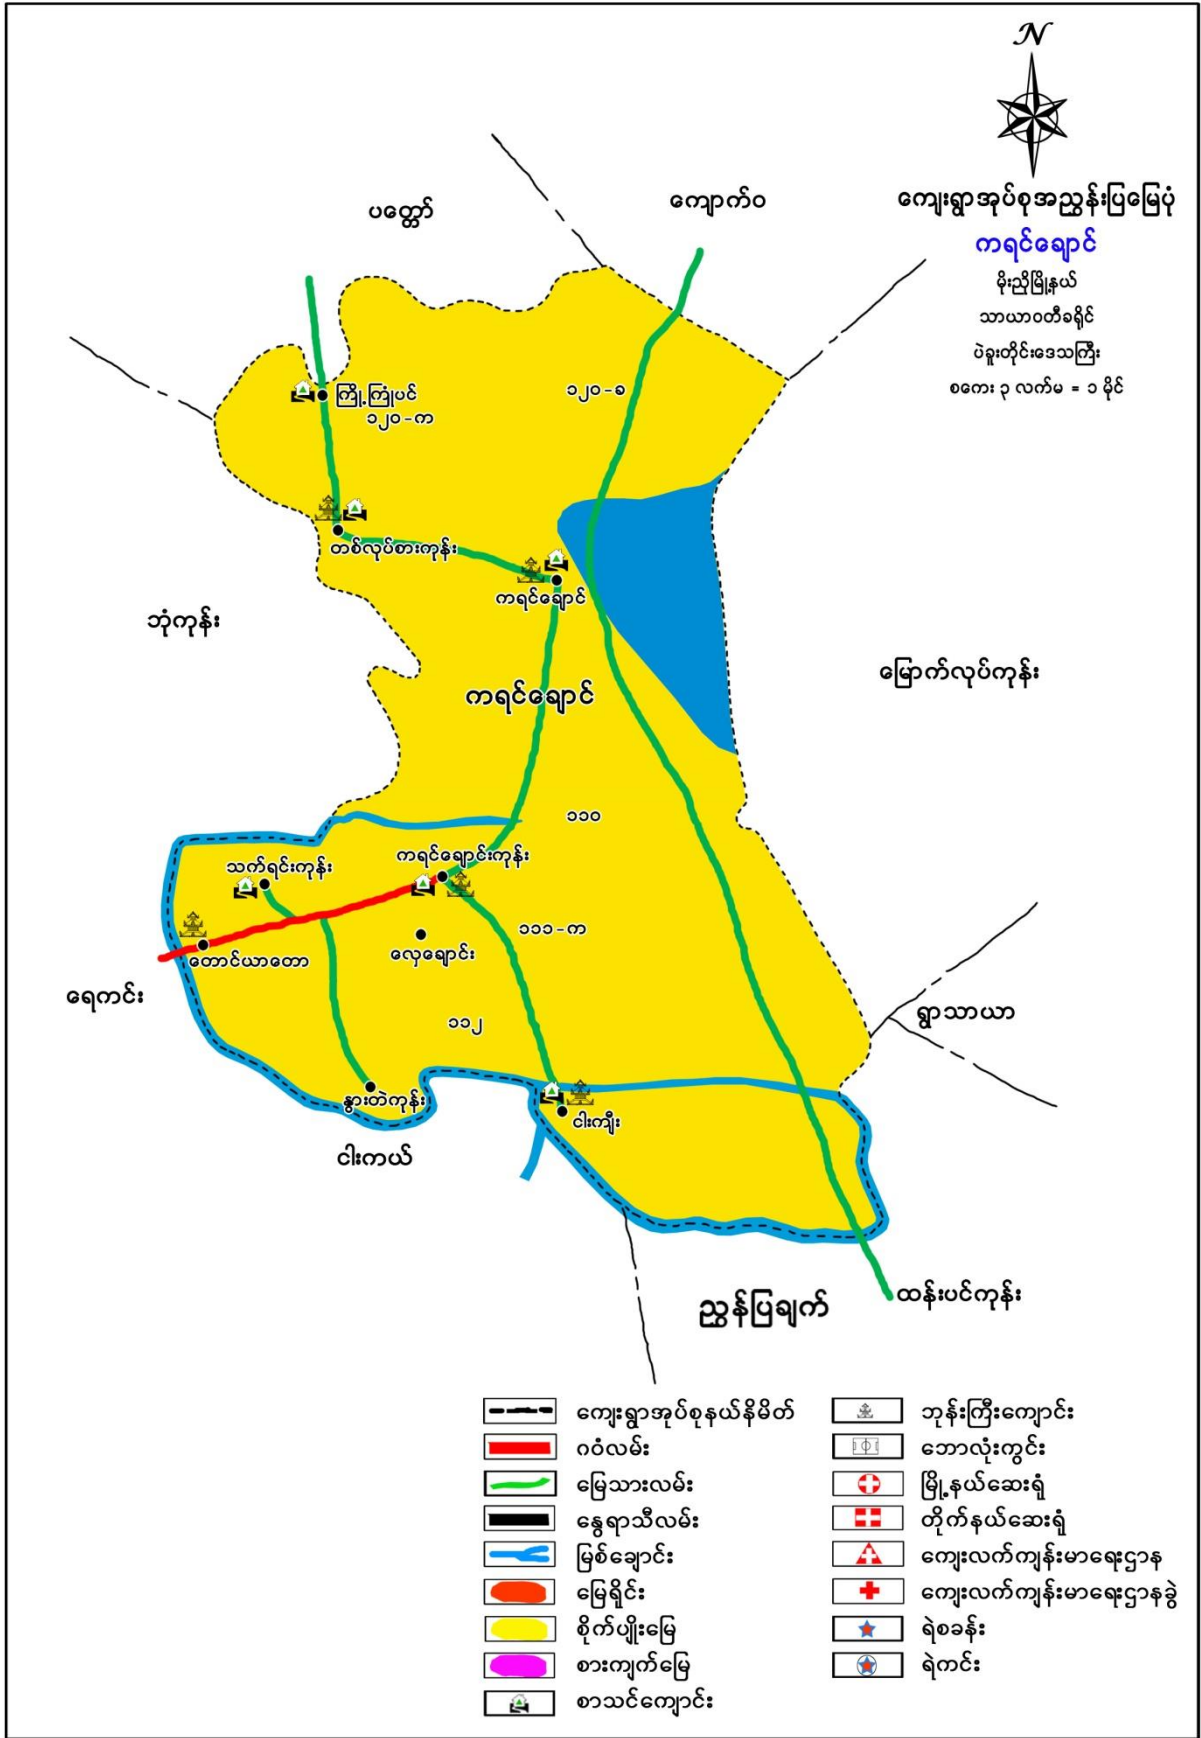 N
ကျေးရွာအုပ်စုအညွှန်းပြမြေပုံ
ကရင်ချောင်
မိုးညှိမြို့နယ်
သာယာဝတီခရိုင်
ပဲခူးတိုင်းဒေသကြီး
စကေး ၃ လက်မ = ၁ မိုင်
ပတ္တော်
ကျောက်ဝ
ကြို့ကြုံပင်
၁၂၀-က
၁၂၀-ခ
တစ်လုပ်စားကုန်း
ကရင်ချောင်
ဘုံကုန်း
မြောက်လုပ်ကုန်း
ကရင်ချောင်
၁၁၀
သက်ရင်းကုန်း
ကရင်ချောင်းကုန်း
၁၁၁-က
တောင်ယာတော
လှေချောင်း
ရေကင်း
ရွာသာယာ
၁၁၂
နွားတဲကုန်း
ငါးကျီး
ငါးကယ်
ညွှန်ပြချက်
ထန်းပင်ကုန်း
ကျေးရွာအုပ်စုနယ်နိမိတ်
ဂဝံလမ်း
မြေသားလမ်း
နွေရာသီလမ်း
မြစ်ချောင်း
မြေရိုင်း
စိုက်ပျိုးမြေ
စားကျက်မြေ
စာသင်ကျောင်း
ဘုန်းကြီးကျောင်း
ဘောလုံးကွင်း
မြို့နယ်ဆေးရုံ
တိုက်နယ်ဆေးရုံ
ကျေးလက်ကျန်းမာရေးဌာန
ကျေးလက်ကျန်းမာရေးဌာနခွဲ
ရဲစခန်း
ရဲကင်း